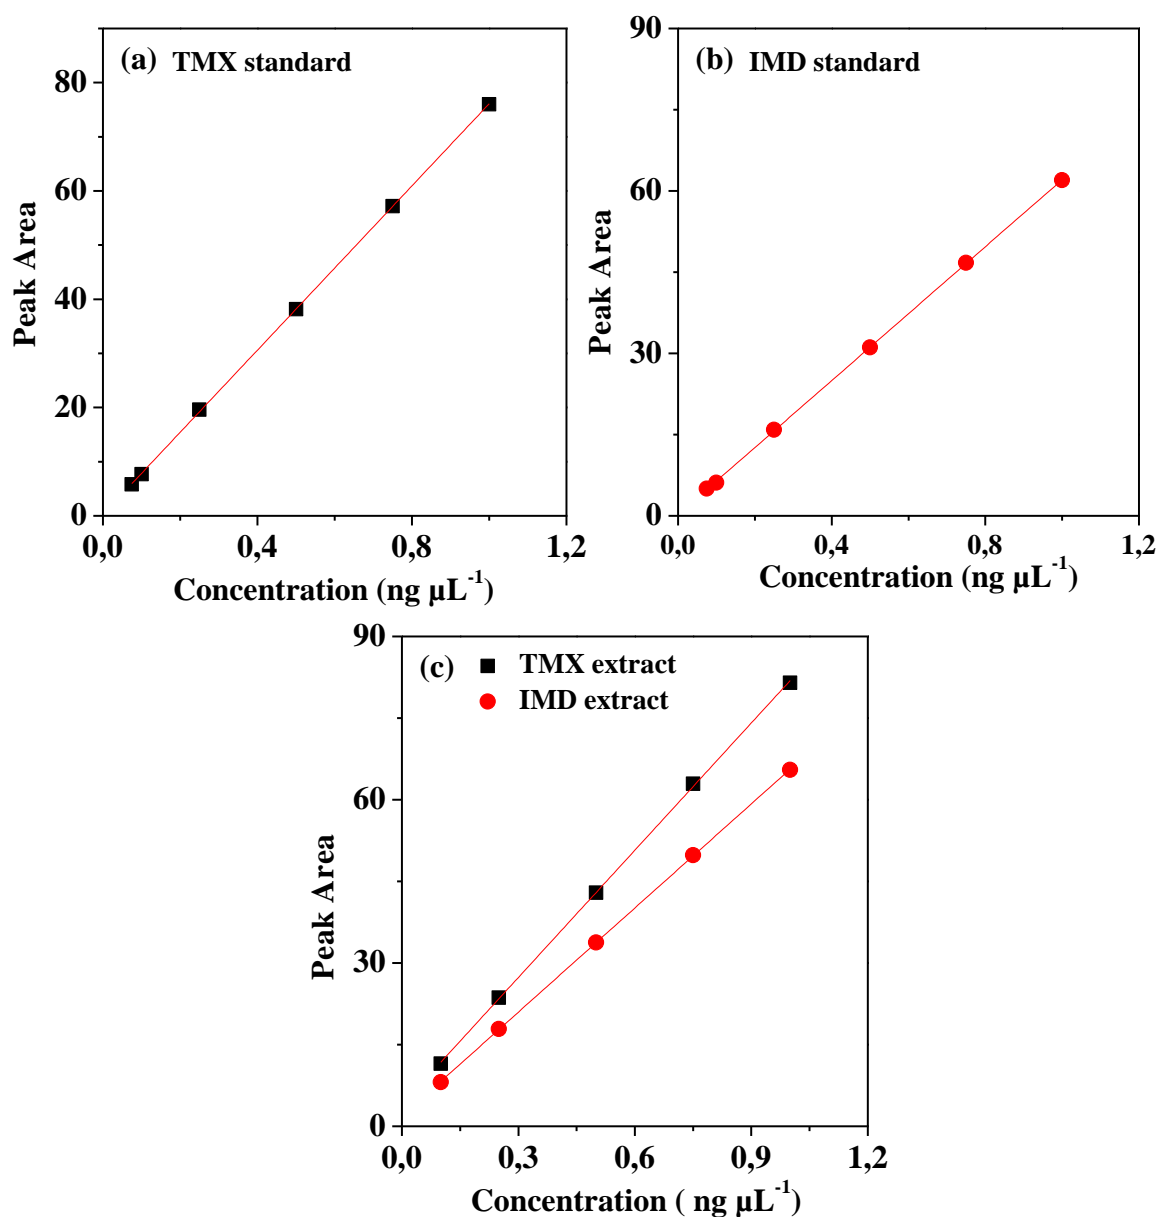 (a) TMX standard
80
60
40
20
0
0,0 0,4 0,8 1,2
Peak Area
Concentration (ng µL-1)
(b) IMD standard
90
60
30
0
0,0 0,4 0,8 1,2
Peak Area
Concentration (ng µL-1)
(c) TMX extract
IMD extract
90
60
30
0
0,0 0,3 0,6 0,9 1,2
Peak Area
Concentration ( ng µL-1)